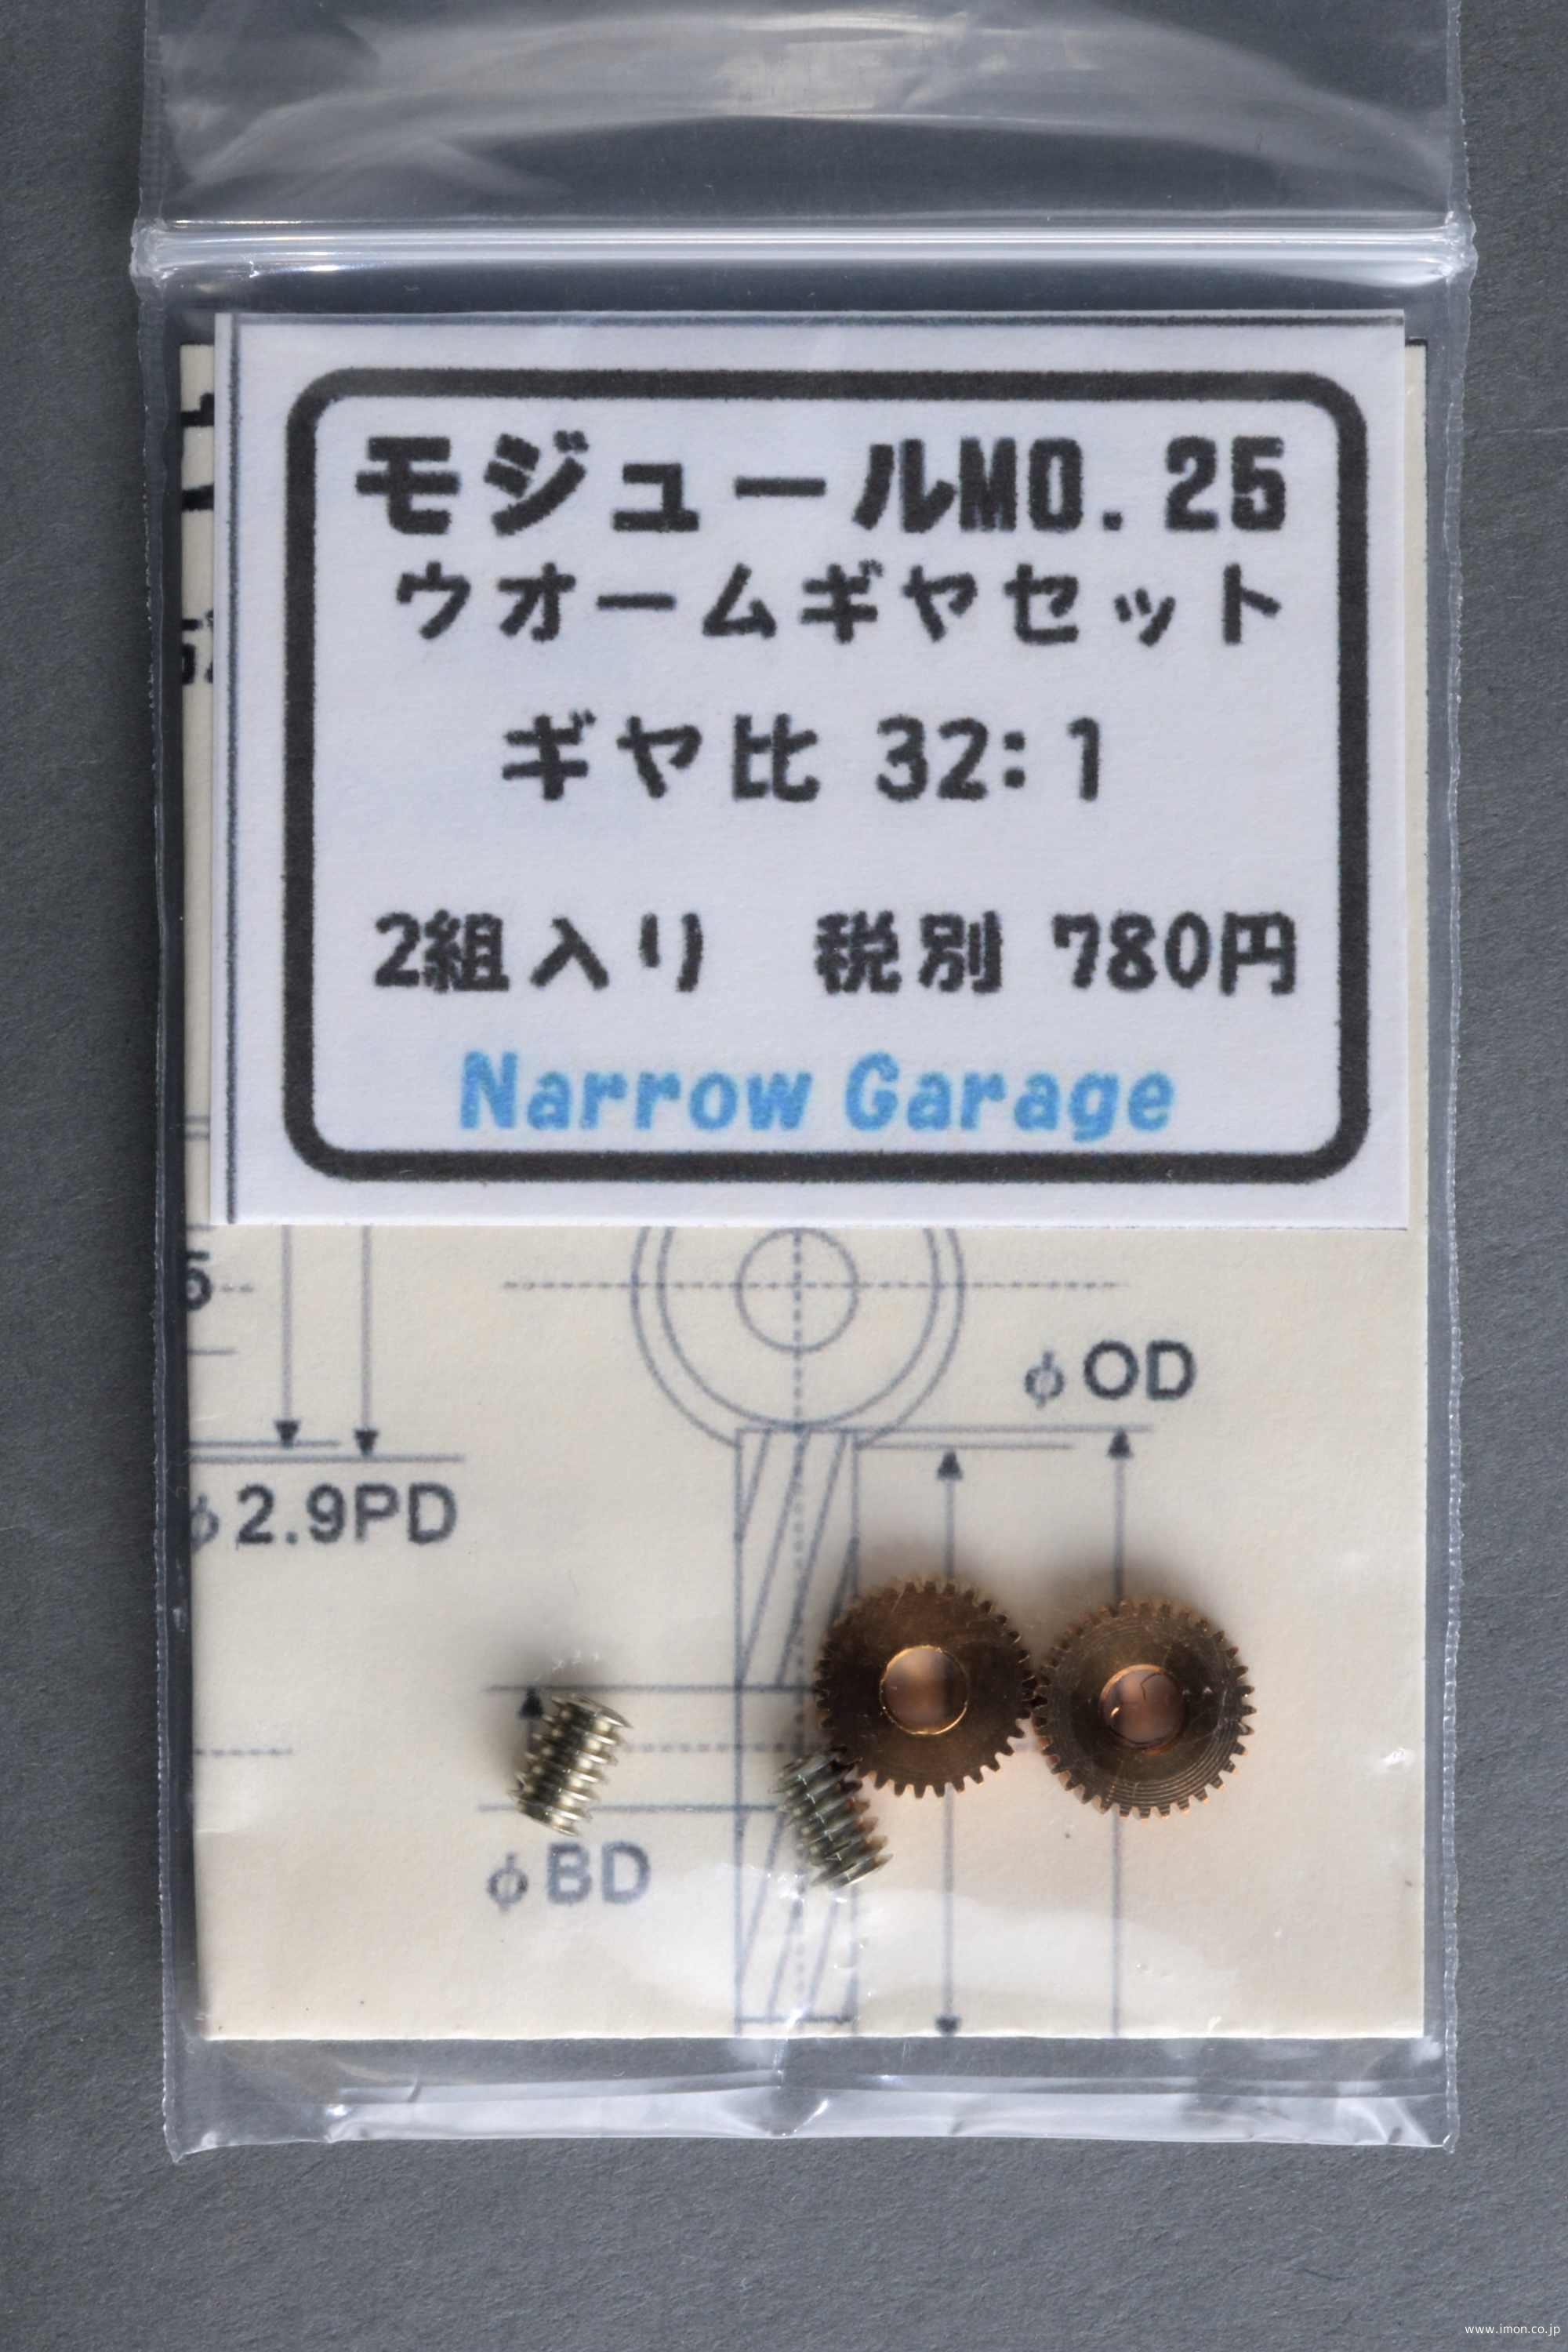 モジュールM0.25
ウオームギヤセット
ギヤ比 32:1
2組入り 税別 780円
Narrow Garage
φOD
φ2.9PD
φBD
www.imon.co.jp